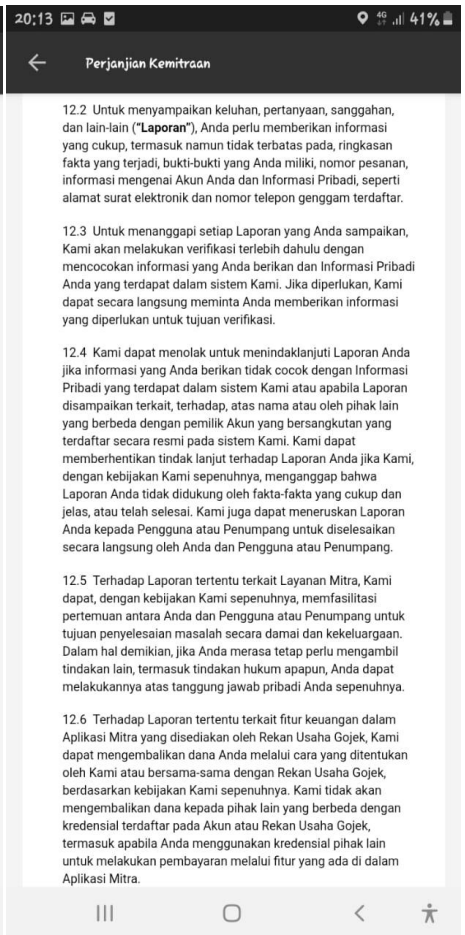 20:13
4G
41%
Perjanjian Kemitraan
12.2 Untuk menyampaikan keluhan, pertanyaan, sanggahan,
dan lain-lain (“Laporan”), Anda perlu memberikan informasi
yang cukup, termasuk namun tidak terbatas pada, ringkasan
fakta yang terjadi, bukti-bukti yang Anda miliki, nomor pesanan,
informasi mengenai Akun Anda dan Informasi Pribadi, seperti
alamat surat elektronik dan nomor telepon genggam terdaftar.
12.3 Untuk menanggapi setiap Laporan yang Anda sampaikan,
Kami akan melakukan verifikasi terlebih dahulu dengan
mencocokan informasi yang Anda berikan dan Informasi Pribadi
Anda yang terdapat dalam sistem Kami. Jika diperlukan, Kami
dapat secara langsung meminta Anda memberikan informasi
yang diperlukan untuk tujuan verifikasi.
12.4 Kami dapat menolak untuk menindaklanjuti Laporan Anda
jika informasi yang Anda berikan tidak cocok dengan Informasi
Pribadi yang terdapat dalam sistem Kami atau apabila Laporan
disampaikan terkait, terhadap, atas nama atau oleh pihak lain
yang berbeda dengan pemilik Akun yang bersangkutan yang
terdaftar secara resmi pada sistem Kami. Kami dapat
memberhentikan tindak lanjut terhadap Laporan Anda jika Kami,
dengan kebijakan Kami sepenuhnya, menganggap bahwa
Laporan Anda tidak didukung oleh fakta-fakta yang cukup dan
jelas, atau telah selesai. Kami juga dapat meneruskan Laporan
Anda kepada Pengguna atau Penumpang untuk diselesaikan
secara langsung oleh Anda dan Pengguna atau Penumpang.
12.5 Terhadap Laporan tertentu terkait Layanan Mitra, Kami
dapat, dengan kebijakan Kami sepenuhnya, memfasilitasi
pertemuan antara Anda dan Pengguna atau Penumpang untuk
tujuan penyelesaian masalah secara damai dan kekeluargaan.
Dalam hal demikian, jika Anda merasa tetap perlu mengambil
tindakan lain, termasuk tindakan hukum apapun, Anda dapat
melakukannya atas tanggung jawab pribadi Anda sepenuhnya.
12.6 Terhadap Laporan tertentu terkait fitur keuangan dalam
Aplikasi Mitra yang disediakan oleh Rekan Usaha Gojek, Kami
dapat mengembalikan dana Anda melalui cara yang ditentukan
oleh Kami atau bersama-sama dengan Rekan Usaha Gojek,
berdasarkan kebijakan Kami sepenuhnya. Kami tidak akan
mengembalikan dana kepada pihak lain yang berbeda dengan
kredensial terdaftar pada Akun atau Rekan Usaha Gojek,
termasuk apabila Anda menggunakan kredensial pihak lain
untuk melakukan pembayaran melalui fitur yang ada di dalam
Aplikasi Mitra.